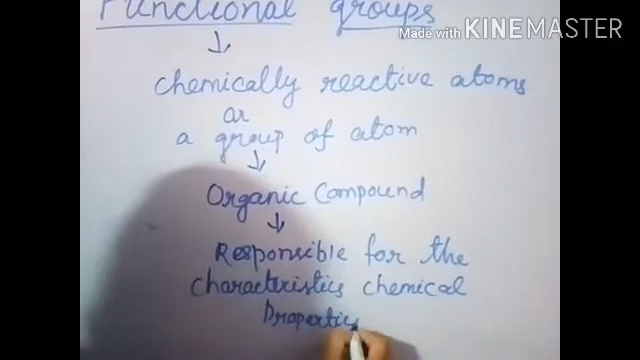 Functional groups
Made with KINEMASTER
chemically reactive atoms
or
a group of atom
Organic Compound
Responsible for the
characteristics chemical
Properties